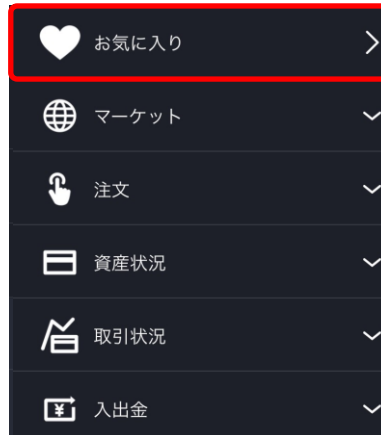 お気に入り
マーケット
注文
資産状況
取引状況
入出金